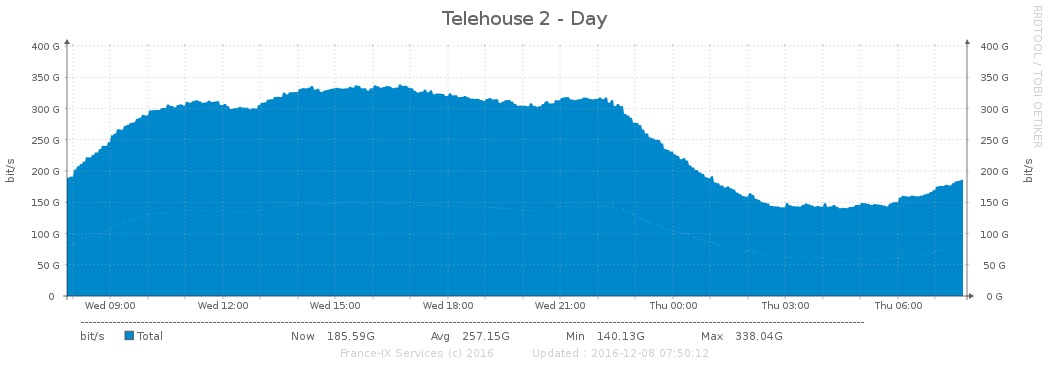 Telehouse 2 - Day
RRDTOOL / TOBI OETIKER
bit/s
400 G 400 G
350 G 350 G
300 G 300 G
250 G 250 G
200 G 200 G
150 G 150 G
100 G 100 G
50 G 50 G
0 0 G
bit/s
Wed 09:00 Wed 12:00 Wed 15:00 Wed 18:00 Wed 21:00 Thu 00:00 Thu 03:00 Thu 06:00
bit/s Total Now 185.59G Avg 257.15G Min 140.13G Max 338.04G
France-IX Services (c) 2016 Updated : 2016-12-08 07:50:12